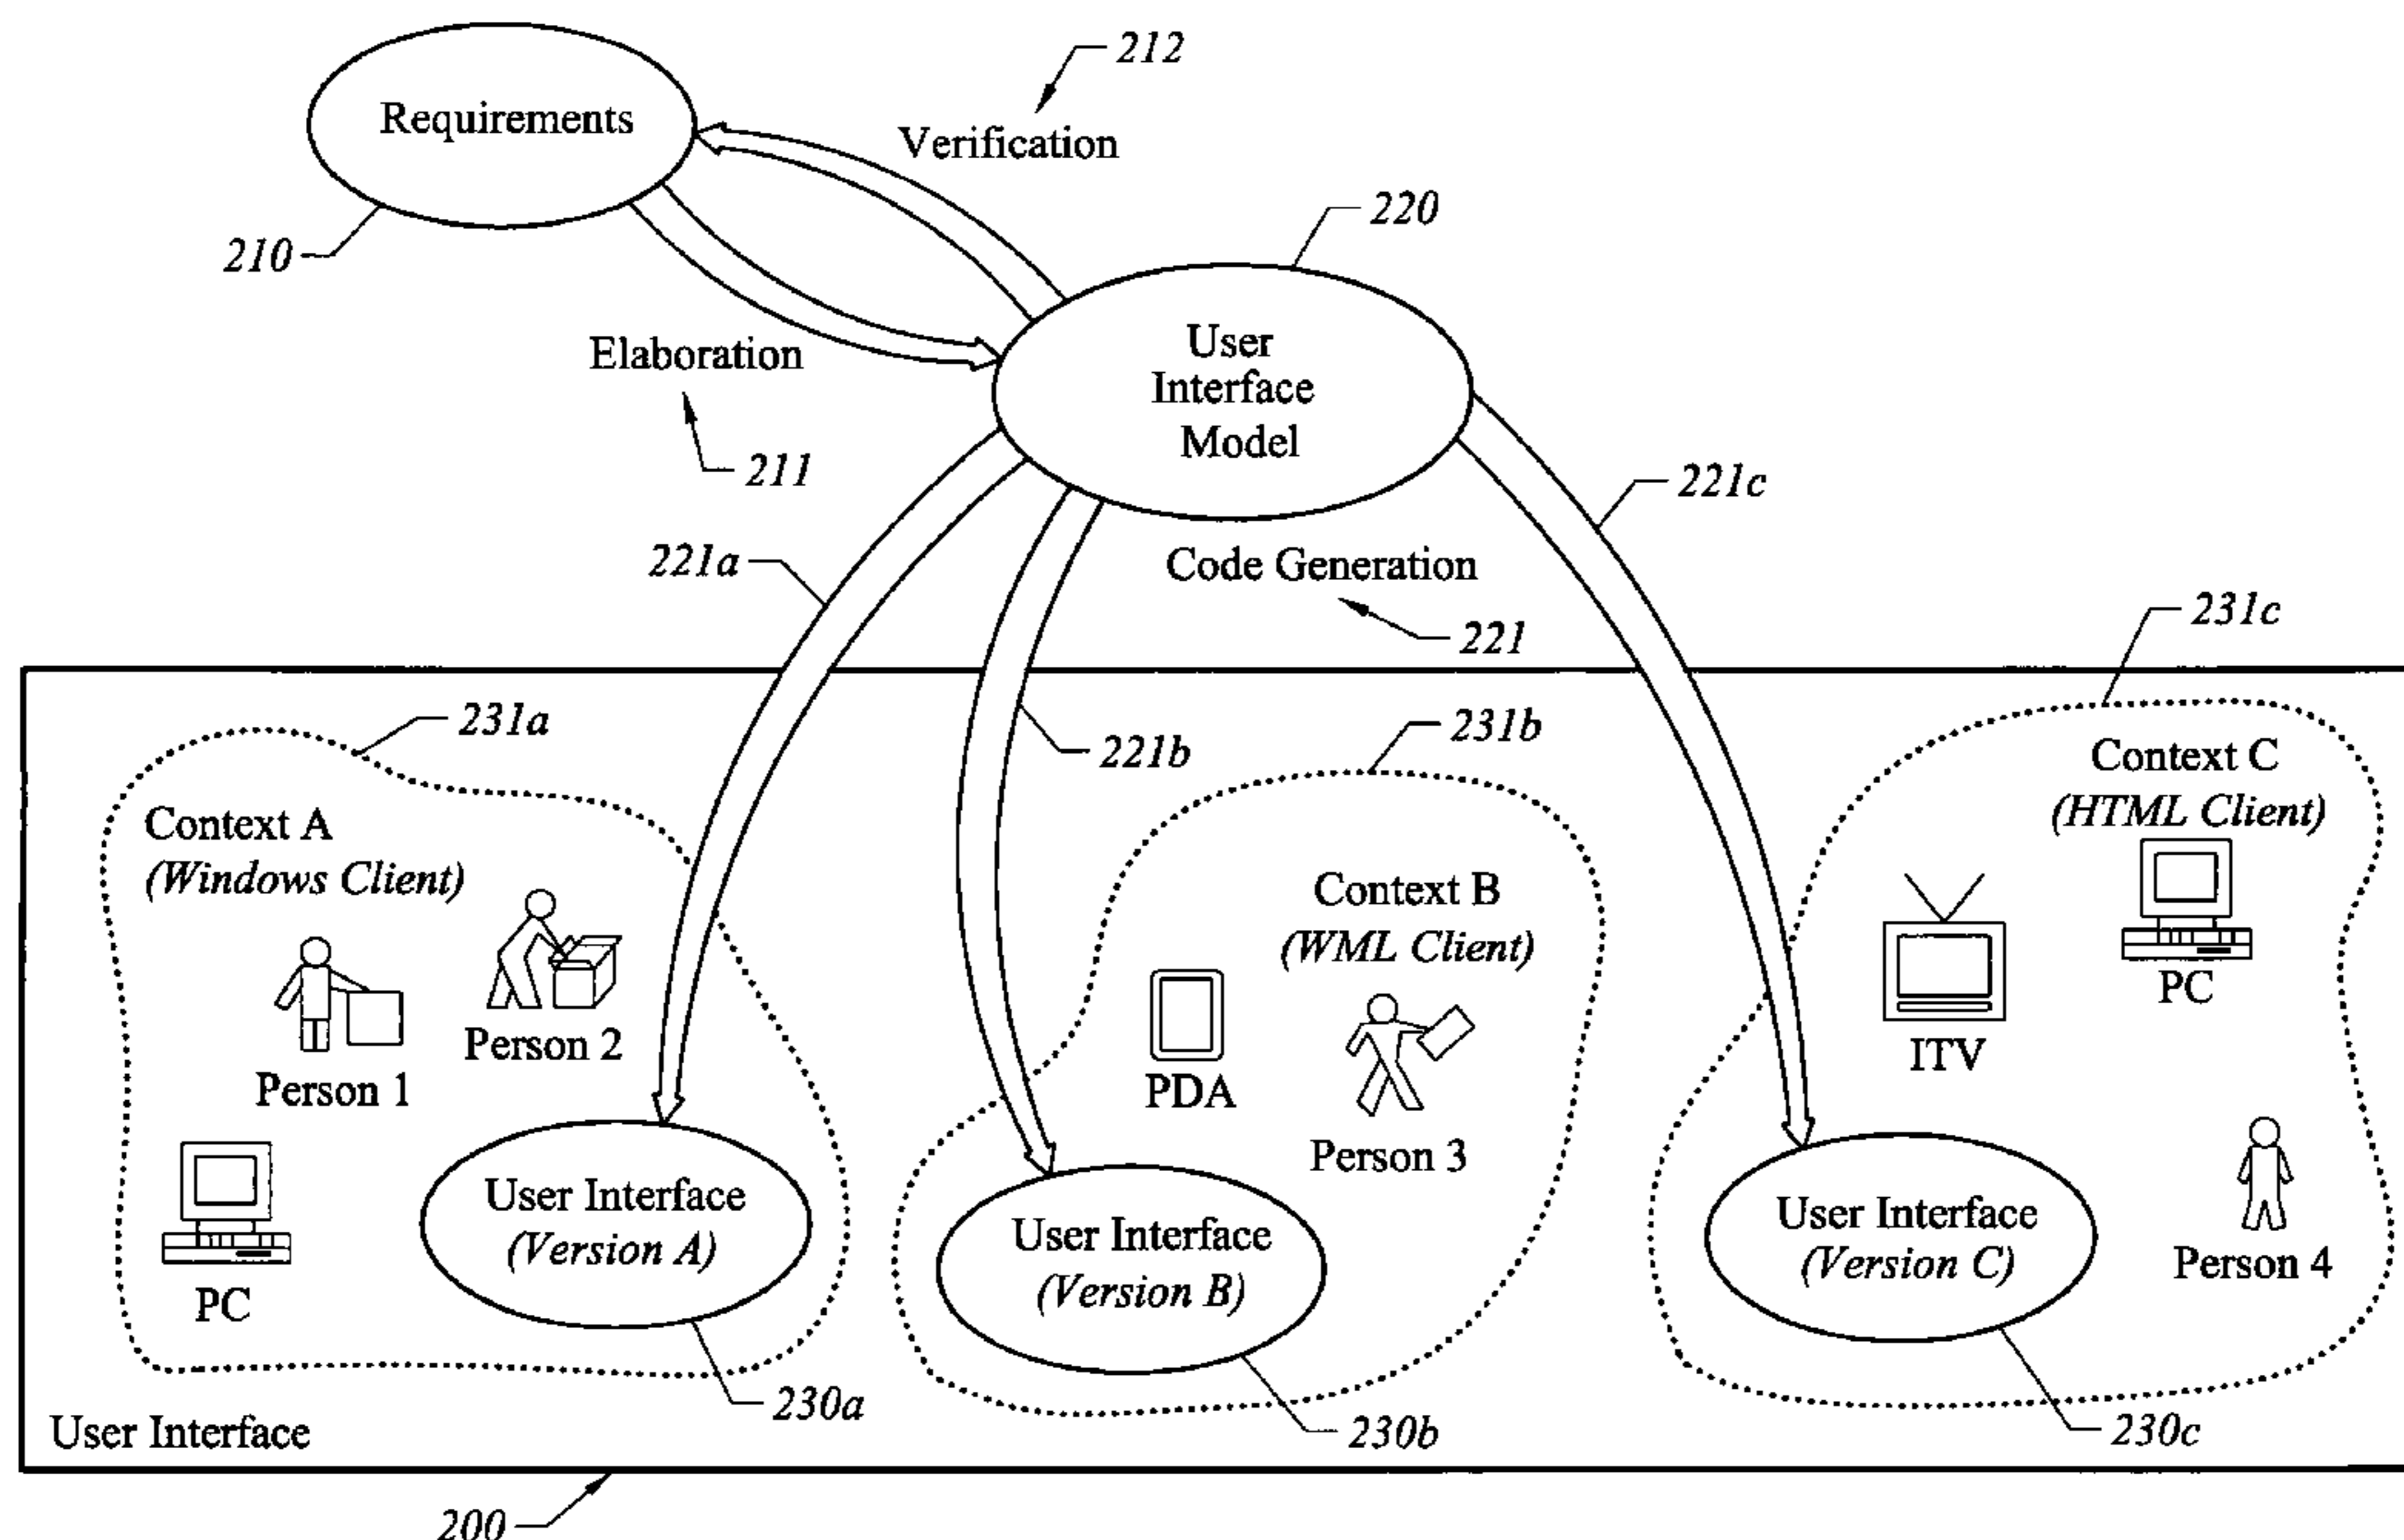 212
Requirements
Verification
220
210
User
Interface
Model
Elaboration
211
221c
221a
Code Generation
221
231c
231a
231b
221b
Context C
(HTML Client)
Context A
(Windows Client)
Context B
(WML Client)
PC
Person 2
ITV
Person 1
PDA
Person 3
User Interface
(Version A)
User Interface
(Version B)
User Interface
(Version C)
Person 4
PC
230a
230b
230c
User Interface
200